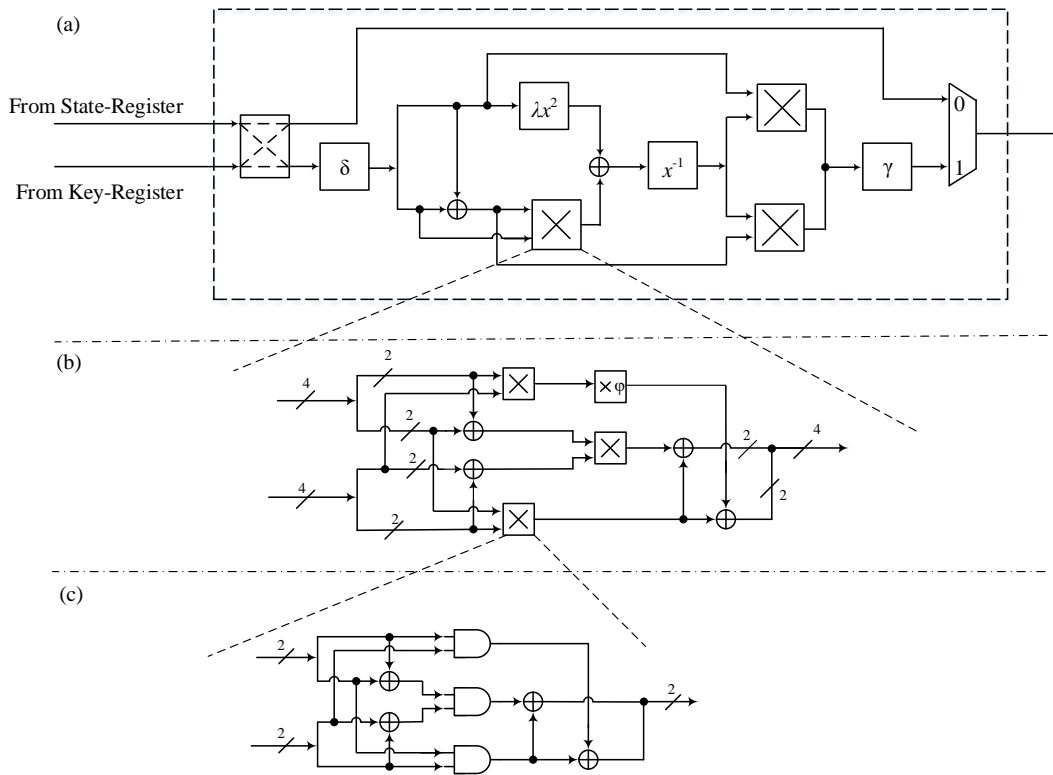 (a)
From State-Register
From Key-Register
δ
λx²
x⁻¹
γ
0
1
(b)
4
2
2
× φ
2
4
2
2
4
2
2
(c)
2
2
2